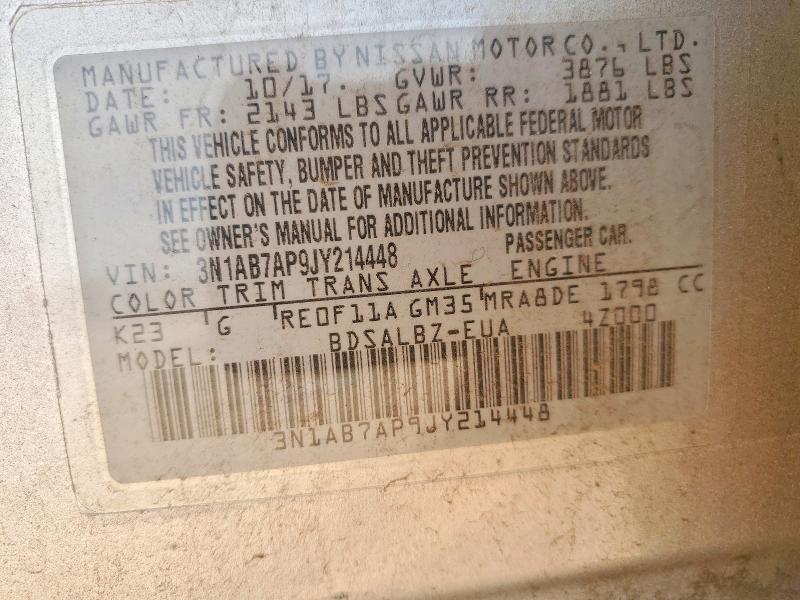 MANUFACTURED BY NISSAN MOTOR CO., LTD.
DATE: 10/17. GVWR: 3876 LBS
GAWR FR: 2143 LBS GAWR RR: 1881 LBS
THIS VEHICLE CONFORMS TO ALL APPLICABLE FEDERAL MOTOR
VEHICLE SAFETY, BUMPER AND THEFT PREVENTION STANDARDS
IN EFFECT ON THE DATE OF MANUFACTURE SHOWN ABOVE.
SEE OWNER'S MANUAL FOR ADDITIONAL INFORMATION.
VIN: 3N1AB7AP9JY214448 PASSENGER CAR.
COLOR TRIM TRANS AXLE ENGINE
K23 G RE0F11A GM35 MRA8DE 1798 CC
MODEL: BDSALBZ-EUA 4Z000
3N1AB7AP9JY214448